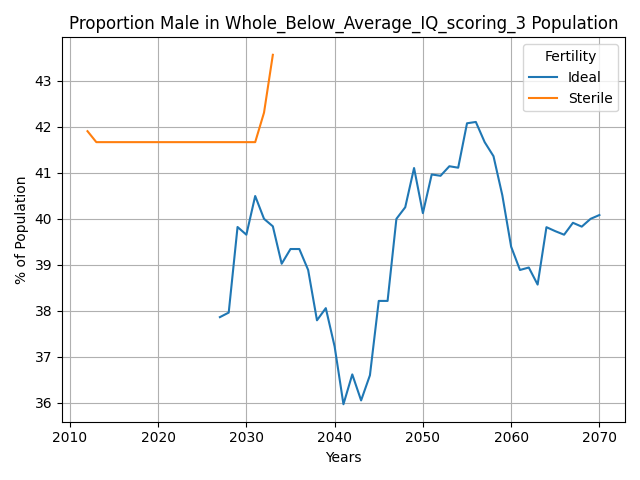 Proportion Male in Whole_Below_Average_IQ_scoring_3 Population
Fertility
Ideal
Sterile
% of Population
43
42
41
40
39
38
37
36
2010 2020 2030 2040 2050 2060 2070
Years